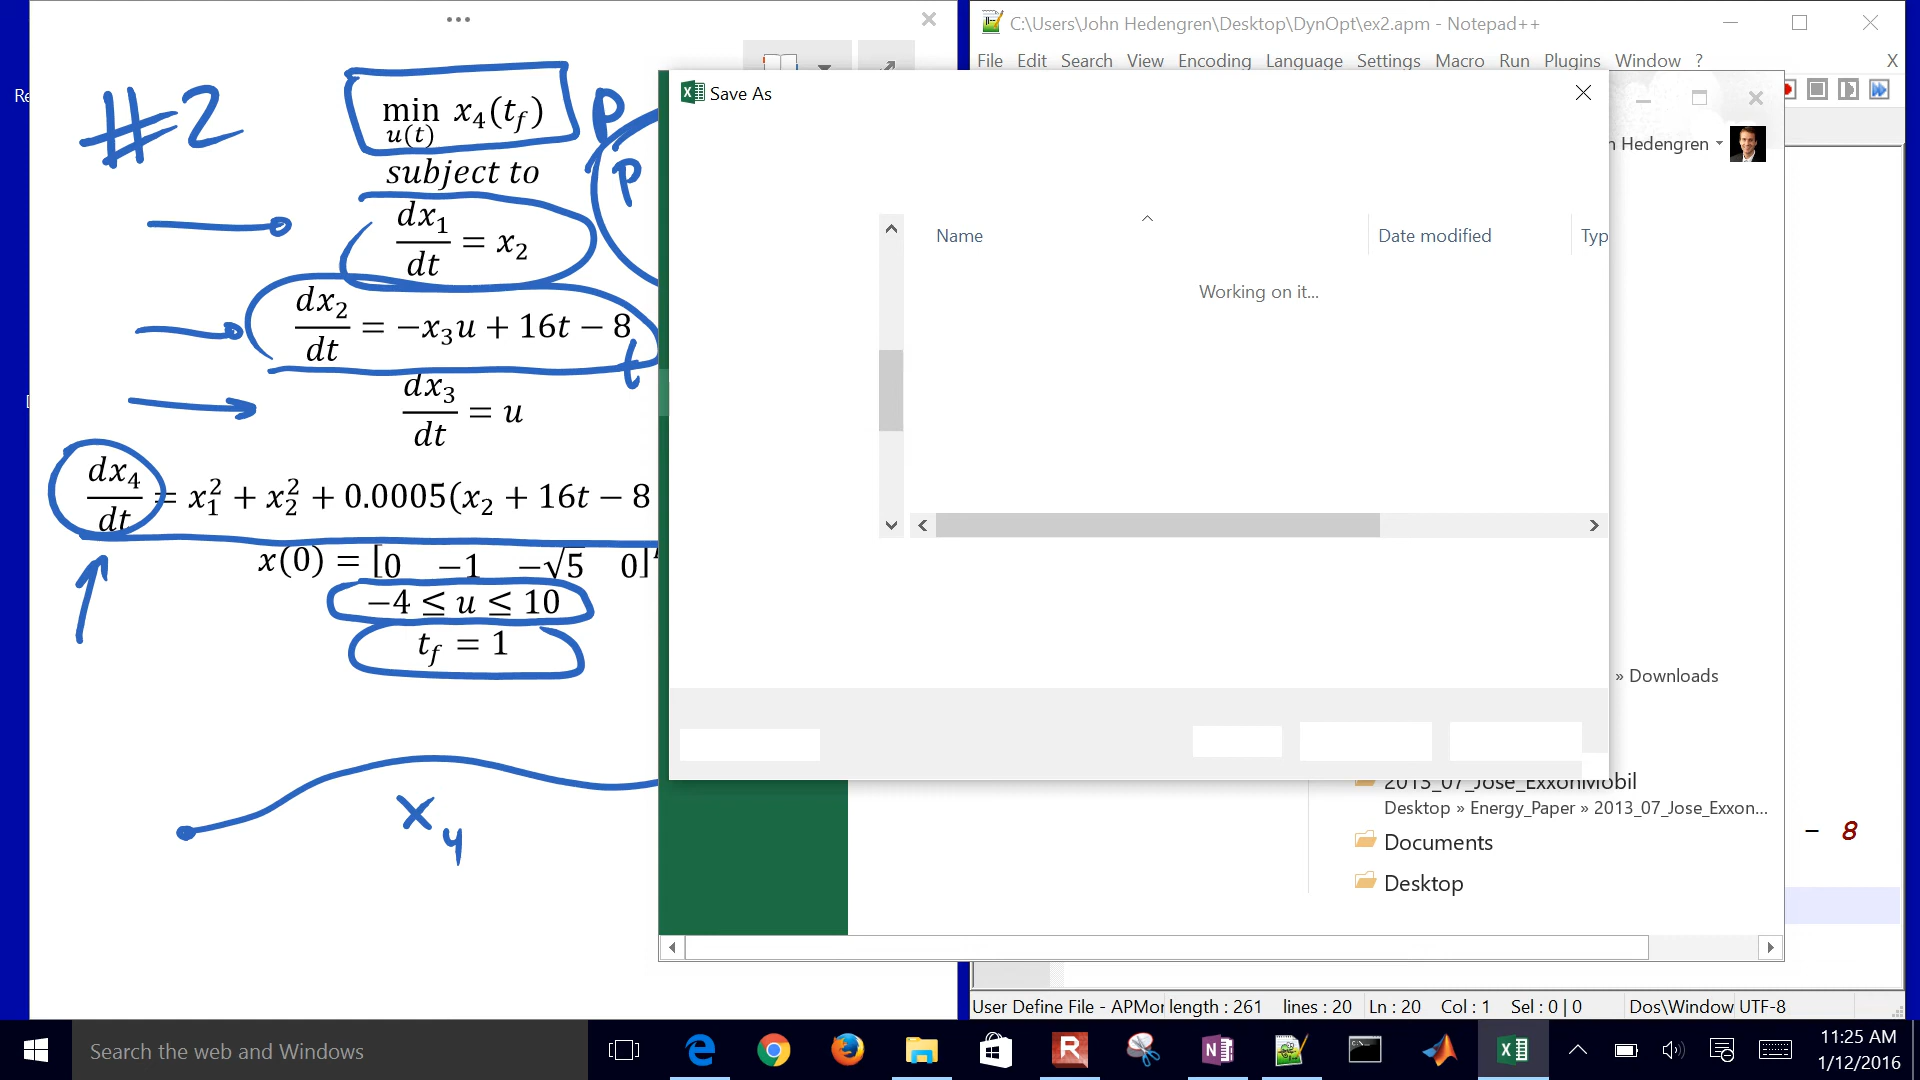 •••
Re
#2
min x₄(t_f)
u(t)
subject to
dx₁/dt = x₂
dx₂/dt = −x₃u + 16t − 8
t
dx₃/dt = u
dx₄/dt = x₁² + x₂² + 0.0005(x₂ + 16t − 8
x(0) = [0 −1 −√5 0]
−4 ≤ u ≤ 10
t_f = 1
x₄
P
P
C:\Users\John Hedengren\Desktop\DynOpt\ex2.apm - Notepad++
File Edit Search View Encoding Language Settings Macro Run Plugins Window ? X
Save As
n Hedengren
Name Date modified Typ
Working on it...
» Downloads
2013_07_Jose_ExxonMobil
Desktop » Energy_Paper » 2013_07_Jose_Exxon...
Documents
Desktop
- 8
User Define File - APMor length : 261 lines : 20 Ln : 20 Col : 1 Sel : 0 | 0 Dos\Window UTF-8
Search the web and Windows
11:25 AM
1/12/2016